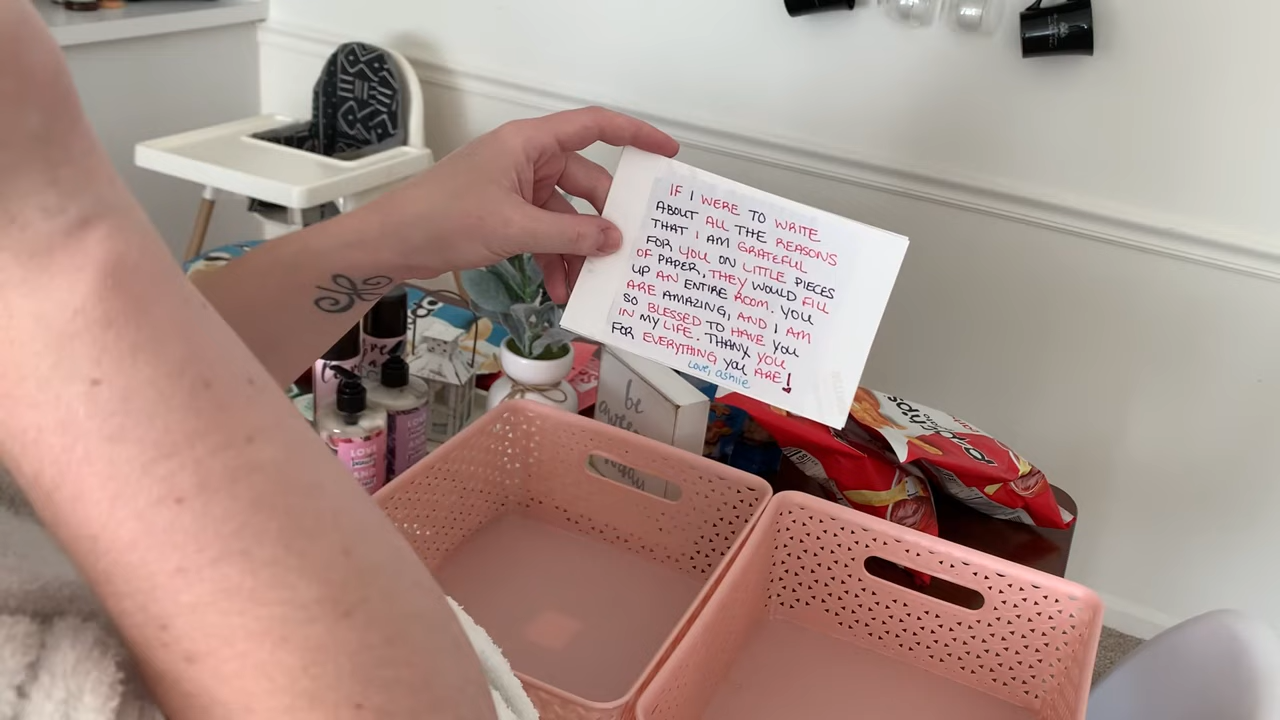 IF I WERE TO WRITE
ABOUT ALL THE REASONS
THAT I AM GRATEFUL
FOR YOU ON LITTLE PIECES
OF PAPER, THEY WOULD FILL
UP AN ENTIRE ROOM. YOU
ARE AMAZING, AND I AM
SO BLESSED TO HAVE YOU
IN MY LIFE. THANK YOU
FOR EVERYTHING YOU ARE!
Love, ashlie
be
popchips
LOVE
AND